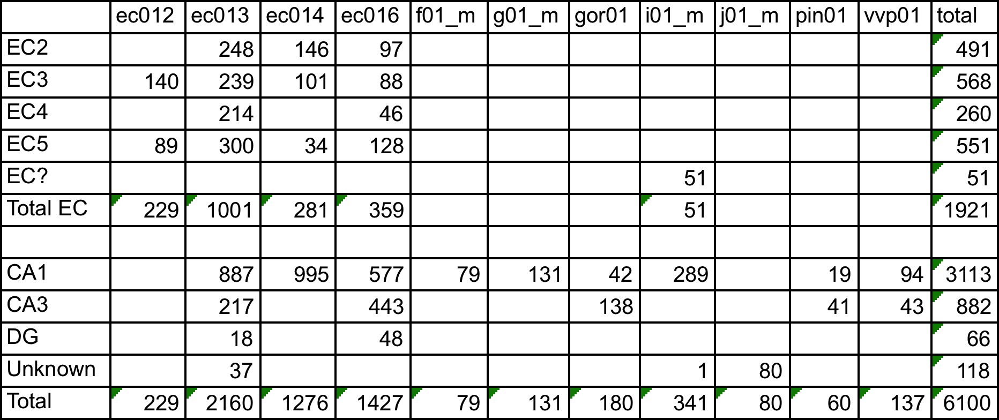 ec012 ec013 ec014 ec016 f01_m g01_m gor01 i01_m j01_m pin01 vvp01 total
EC2 248 146 97 491
EC3 140 239 101 88 568
EC4 214 46 260
EC5 89 300 34 128 551
EC? 51 51
Total EC 229 1001 281 359 51 1921
CA1 887 995 577 79 131 42 289 19 94 3113
CA3 217 443 138 41 43 882
DG 18 48 66
Unknown 37 1 80 118
Total 229 2160 1276 1427 79 131 180 341 80 60 137 6100